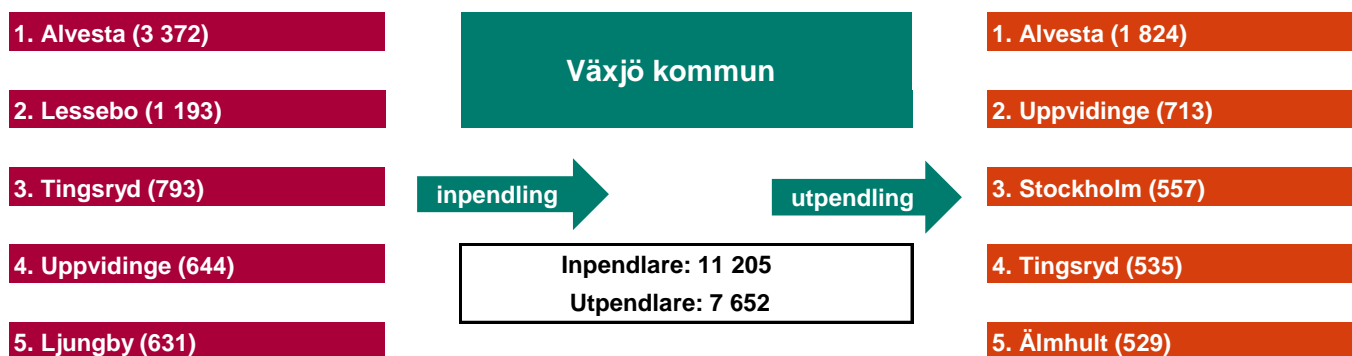 1. Alvesta (3 372)
2. Lessebo (1 193)
3. Tingsryd (793)
4. Uppvidinge (644)
5. Ljungby (631)
inpendling
Växjö kommun
Inpendlare: 11 205
Utpendlare: 7 652
utpendling
1. Alvesta (1 824)
2. Uppvidinge (713)
3. Stockholm (557)
4. Tingsryd (535)
5. Älmhult (529)